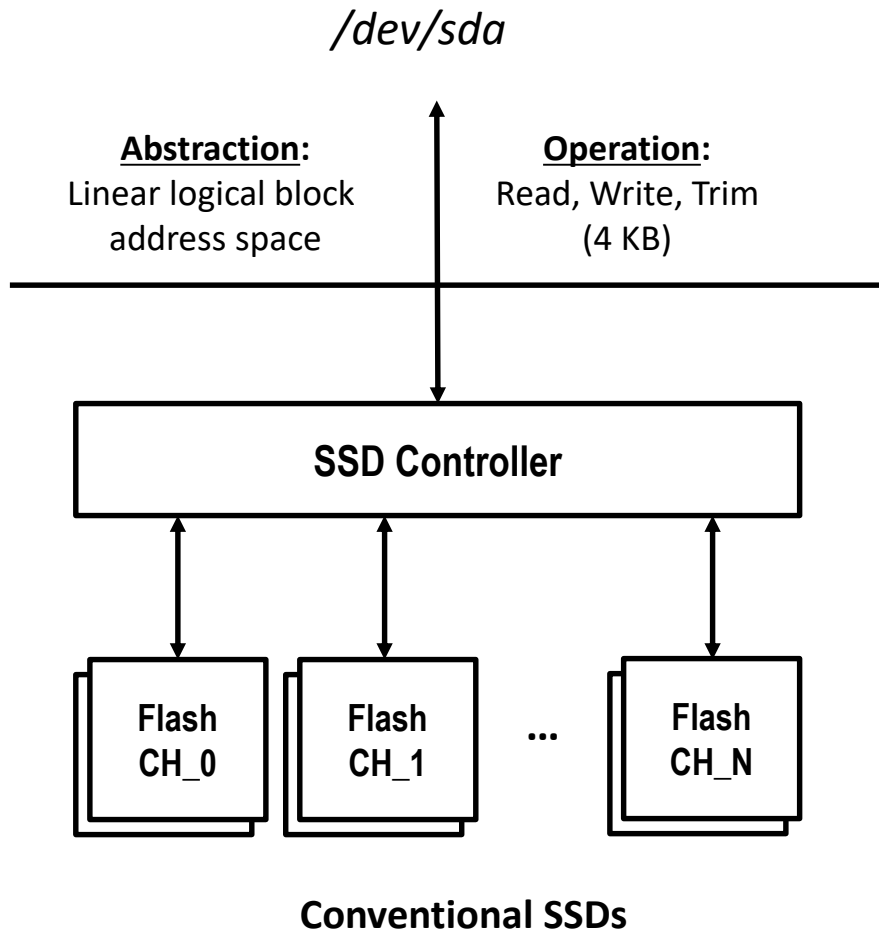 /dev/sda
Abstraction:
Linear logical block
address space
Operation:
Read, Write, Trim
(4 KB)
SSD Controller
Flash
CH_0
Flash
CH_1
...
Flash
CH_N
Conventional SSDs